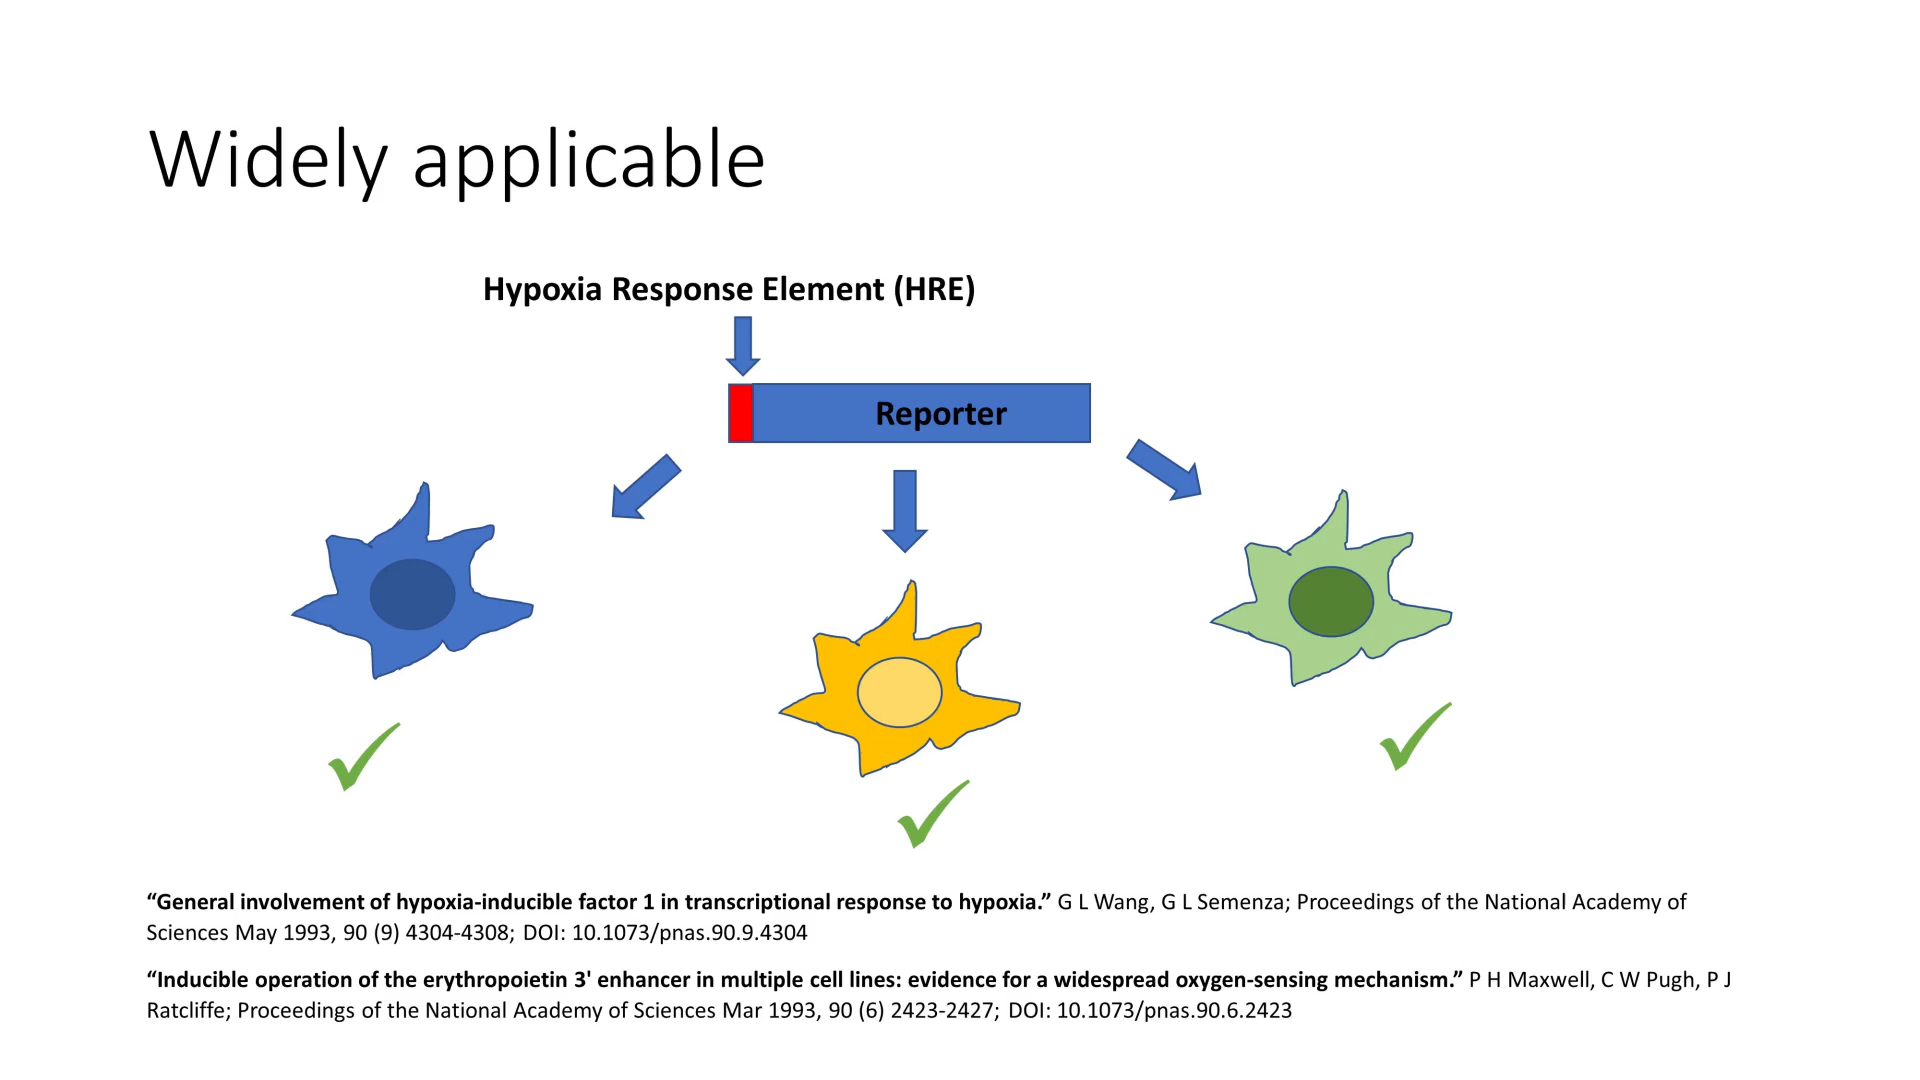 Widely applicable
Hypoxia Response Element (HRE)
Reporter
“General involvement of hypoxia-inducible factor 1 in transcriptional response to hypoxia.” G L Wang, G L Semenza; Proceedings of the National Academy of
Sciences May 1993, 90 (9) 4304-4308; DOI: 10.1073/pnas.90.9.4304
“Inducible operation of the erythropoietin 3' enhancer in multiple cell lines: evidence for a widespread oxygen-sensing mechanism.” P H Maxwell, C W Pugh, P J
Ratcliffe; Proceedings of the National Academy of Sciences Mar 1993, 90 (6) 2423-2427; DOI: 10.1073/pnas.90.6.2423